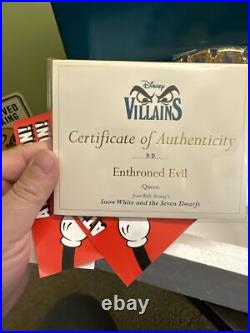 Disney
VILLAINS
Certificate of Authenticity
Enthroned Evil
Queen
from Walt Disney's
Snow White and the Seven Dwarfs